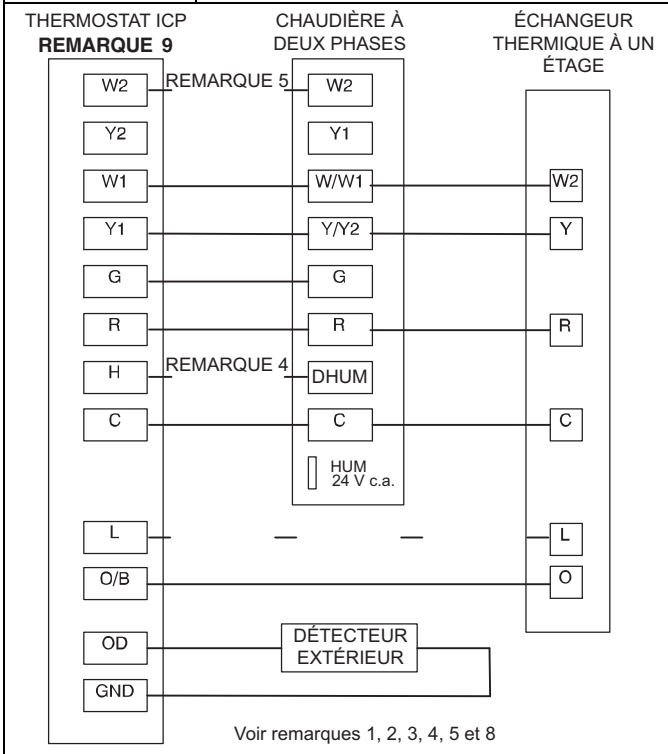 THERMOSTAT ICP
REMARQUE 9
CHAUDIÈRE À
DEUX PHASES
ÉCHANGEUR
THERMIQUE À UN
ÉTAGE
W2 REMARQUE 5 W2
Y2 Y1
W1 W/W1 W2
Y1 Y/Y2 Y
G G
R R R
H REMARQUE 4 DHUM
C C C
HUM
24 V c.a.
L L
O/B O
OD
DÉTECTEUR
EXTÉRIEUR
GND
Voir remarques 1, 2, 3, 4, 5 et 8